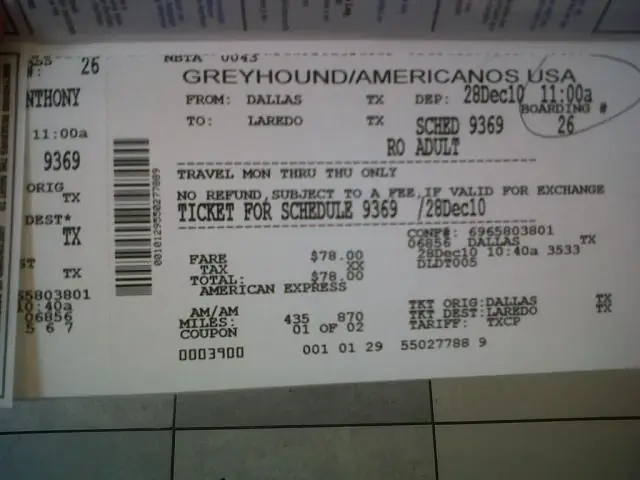 26
NTHONY
11:00a
9369
ORIG
TX
DEST*
TX
ST
TX
55803801
10:40a
06856
5 6 7
00101295502778​89
NBTA 0043
GREYHOUND/AMERICANOS USA
FROM: DALLAS TX DEP: 28Dec10 11:00a
BOARDING #
TO: LAREDO TX SCHED 9369 26
RO ADULT
TRAVEL MON THRU THU ONLY
NO REFUND,SUBJECT TO A FEE,IF VALID FOR EXCHANGE
TICKET FOR SCHEDULE 9369 /28Dec10
CONF#: 6965803801
06856 DALLAS TX
28Dec10 10:40a 3533
DLDT005
FARE $78.00
TAX XX
TOTAL: $78.00
AMERICAN EXPRESS
TKT ORIG:DALLAS TX
TKT DEST:LAREDO TX
TARIFF: TXCP
AM/AM
MILES: 435 870
COUPON 01 OF 02
0003900 001 01 29 55027788 9